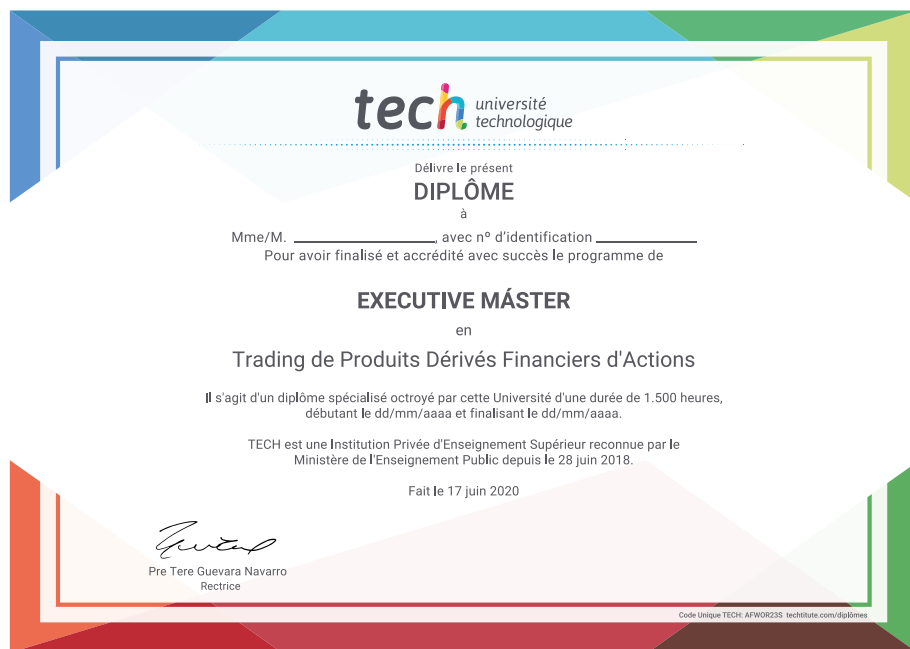 tech université
technologique
Délivre le présent
DIPLÔME
à
Mme/M. ________________, avec nº d'identification ____________
Pour avoir finalisé et accrédité avec succès le programme de
EXECUTIVE MÁSTER
en
Trading de Produits Dérivés Financiers d'Actions
Il s'agit d'un diplôme spécialisé octroyé par cette Université d'une durée de 1.500 heures,
débutant le dd/mm/aaaa et finalisant le dd/mm/aaaa.
TECH est une Institution Privée d'Enseignement Supérieur reconnue par le
Ministère de l'Enseignement Public depuis le 28 juin 2018.
Fait le 17 juin 2020
Pre Tere Guevara Navarro
Rectrice
Code Unique TECH: AFWOR23S techtitute.com/diplômes